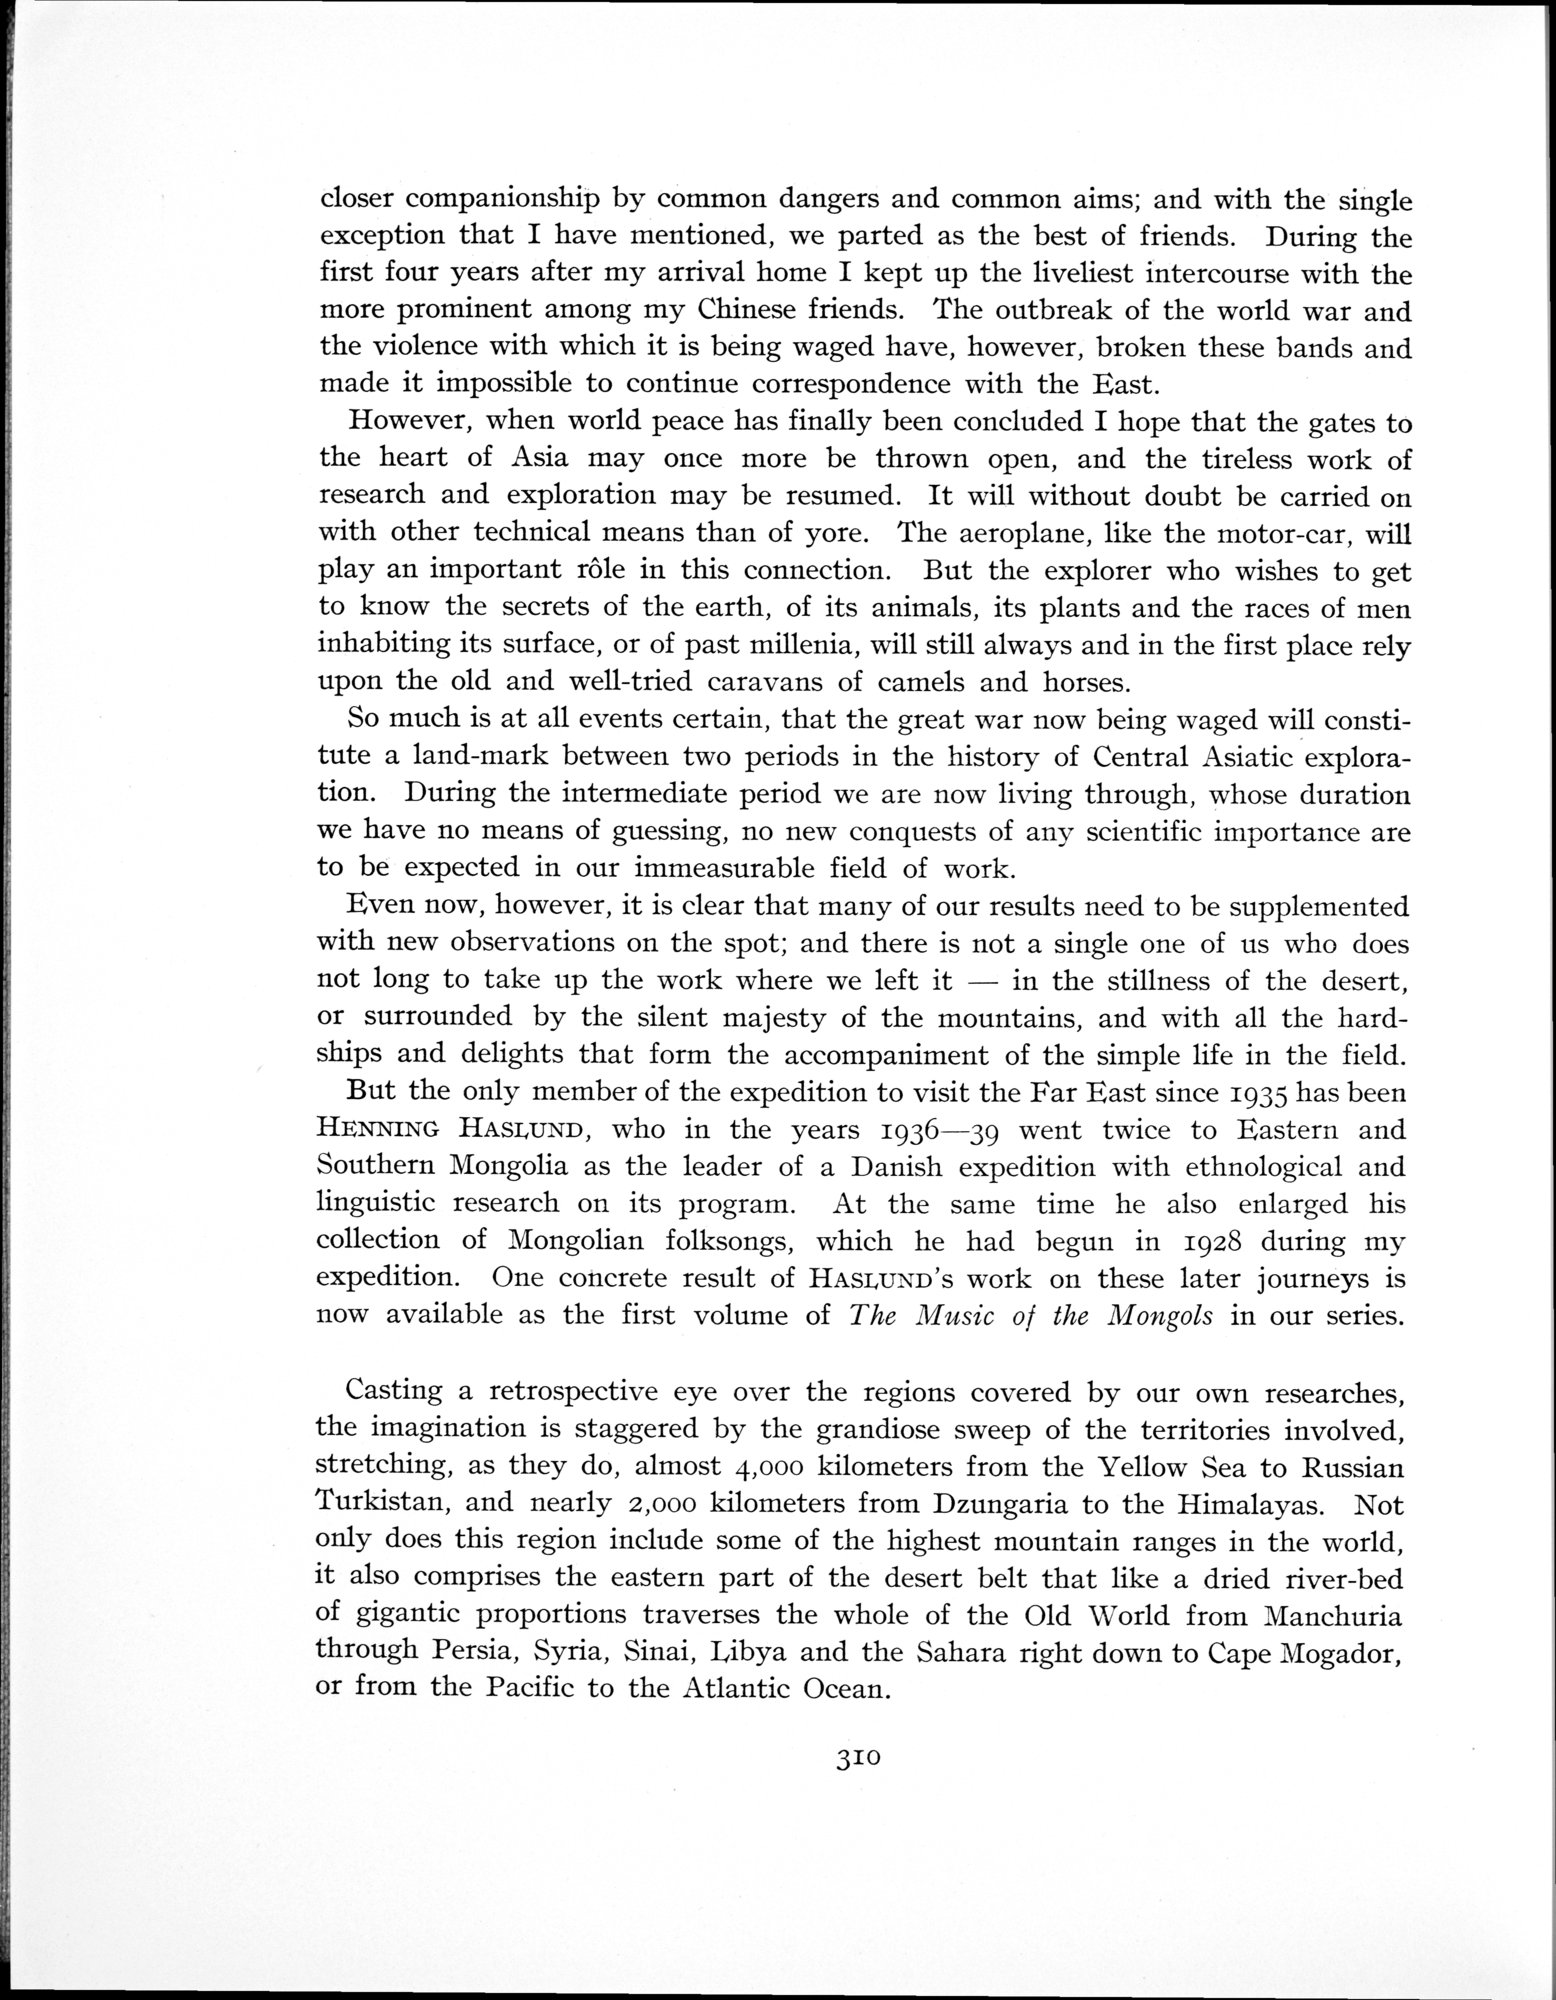 closer companionship by common dangers and common aims; and with the single
exception that I have mentioned, we parted as the best of friends. During the
first four years after my arrival home I kept up the liveliest intercourse with the
more prominent among my Chinese friends. The outbreak of the world war and
the violence with which it is being waged have, however, broken these bands and
made it impossible to continue correspondence with the East.
However, when world peace has finally been concluded I hope that the gates to
the heart of Asia may once more be thrown open, and the tireless work of
research and exploration may be resumed. It will without doubt be carried on
with other technical means than of yore. The aeroplane, like the motor-car, will
play an important rôle in this connection. But the explorer who wishes to get
to know the secrets of the earth, of its animals, its plants and the races of men
inhabiting its surface, or of past millenia, will still always and in the first place rely
upon the old and well-tried caravans of camels and horses.
So much is at all events certain, that the great war now being waged will consti-
tute a land-mark between two periods in the history of Central Asiatic explora-
tion. During the intermediate period we are now living through, whose duration
we have no means of guessing, no new conquests of any scientific importance are
to be expected in our immeasurable field of work.
Even now, however, it is clear that many of our results need to be supplemented
with new observations on the spot; and there is not a single one of us who does
not long to take up the work where we left it — in the stillness of the desert,
or surrounded by the silent majesty of the mountains, and with all the hard-
ships and delights that form the accompaniment of the simple life in the field.
But the only member of the expedition to visit the Far East since 1935 has been
HENNING HASLUND, who in the years 1936—39 went twice to Eastern and
Southern Mongolia as the leader of a Danish expedition with ethnological and
linguistic research on its program. At the same time he also enlarged his
collection of Mongolian folksongs, which he had begun in 1928 during my
expedition. One concrete result of HASLUND's work on these later journeys is
now available as the first volume of The Music of the Mongols in our series.
Casting a retrospective eye over the regions covered by our own researches,
the imagination is staggered by the grandiose sweep of the territories involved,
stretching, as they do, almost 4,000 kilometers from the Yellow Sea to Russian
Turkistan, and nearly 2,000 kilometers from Dzungaria to the Himalayas. Not
only does this region include some of the highest mountain ranges in the world,
it also comprises the eastern part of the desert belt that like a dried river-bed
of gigantic proportions traverses the whole of the Old World from Manchuria
through Persia, Syria, Sinai, Libya and the Sahara right down to Cape Mogador,
or from the Pacific to the Atlantic Ocean.
310